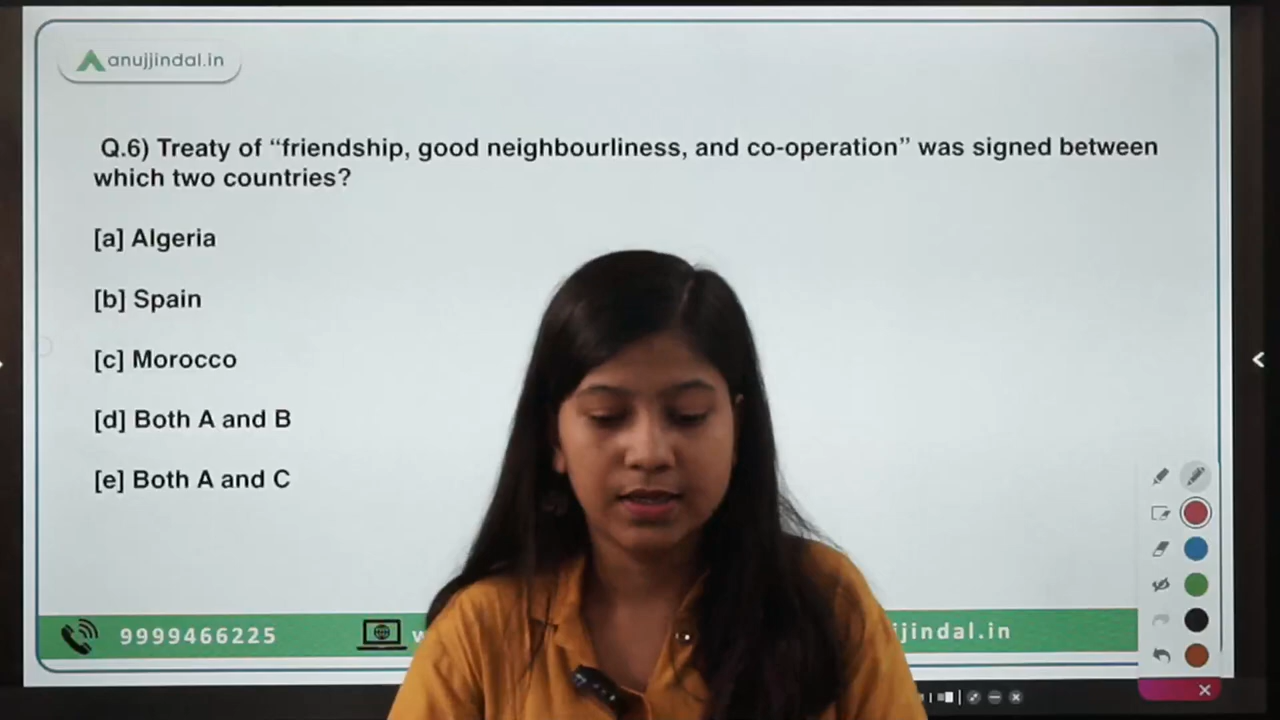 anujjindal.in
Q.6) Treaty of “friendship, good neighbourliness, and co-operation” was signed between
which two countries?
[a] Algeria
[b] Spain
[c] Morocco
[d] Both A and B
[e] Both A and C
9999466225
jindal.in